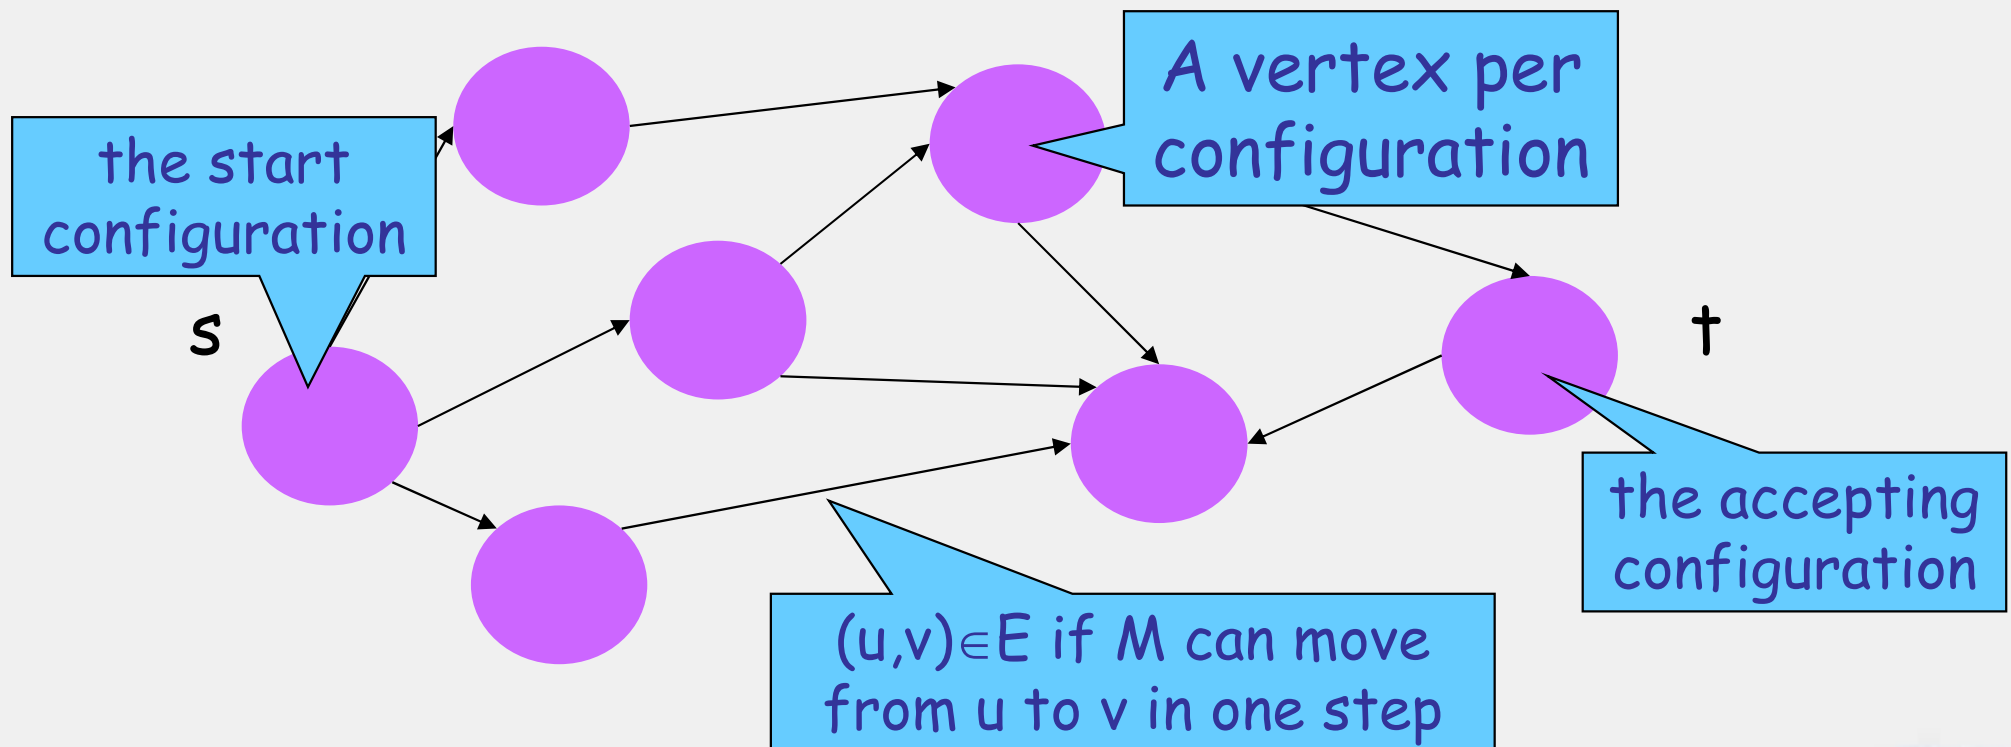 A vertex per
configuration
the start
configuration
s
t
the accepting
configuration
(u,v)∈E if M can move
from u to v in one step